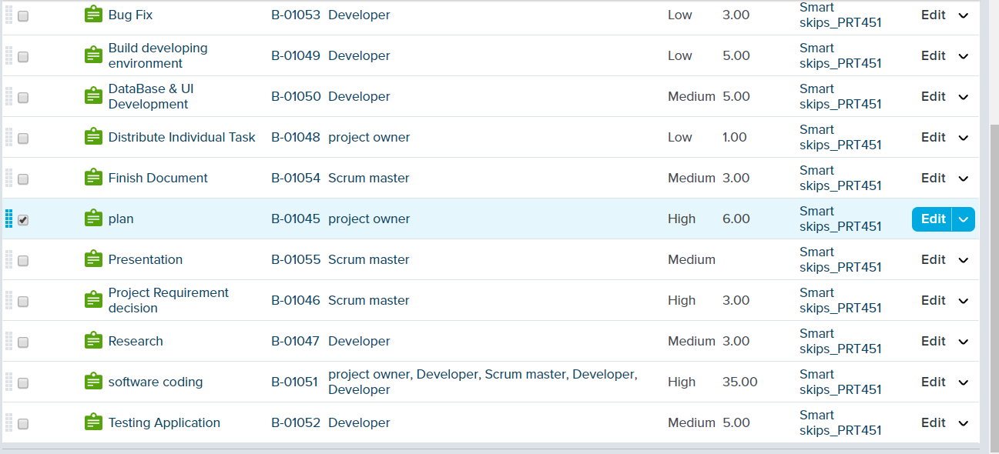 Bug Fix B-01053 Developer Low 3.00 Smart skips_PRT451 Edit
Build developing environment B-01049 Developer Low 5.00 Smart skips_PRT451 Edit
DataBase & UI Development B-01050 Developer Medium 5.00 Smart skips_PRT451 Edit
Distribute Individual Task B-01048 project owner Low 1.00 Smart skips_PRT451 Edit
Finish Document B-01054 Scrum master Medium 3.00 Smart skips_PRT451 Edit
plan B-01045 project owner High 6.00 Smart skips_PRT451 Edit
Presentation B-01055 Scrum master Medium Smart skips_PRT451 Edit
Project Requirement decision B-01046 Scrum master High 3.00 Smart skips_PRT451 Edit
Research B-01047 Developer Medium 3.00 Smart skips_PRT451 Edit
software coding B-01051 project owner, Developer, Scrum master, Developer, Developer High 35.00 Smart skips_PRT451 Edit
Testing Application B-01052 Developer Medium 5.00 Smart skips_PRT451 Edit